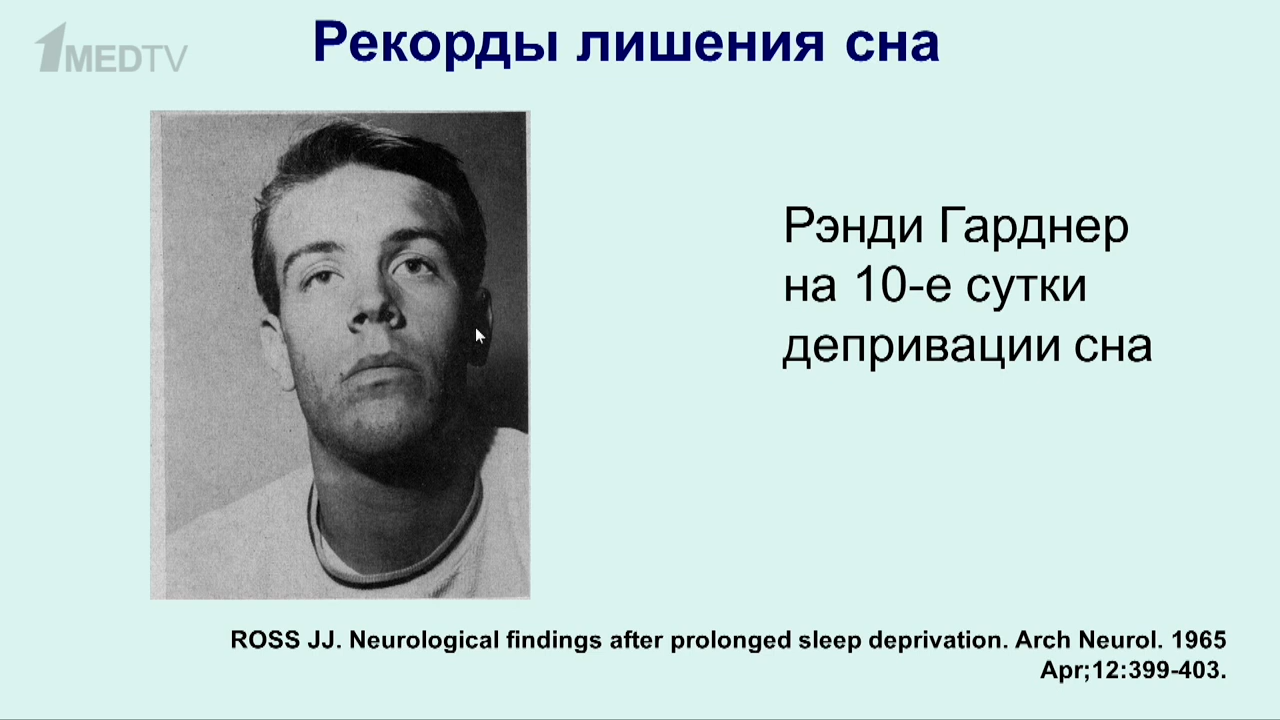 1MEDTV
Рекорды лишения сна
Рэнди Гарднер
на 10-е сутки
депривации сна
ROSS JJ. Neurological findings after prolonged sleep deprivation. Arch Neurol. 1965
Apr;12:399-403.